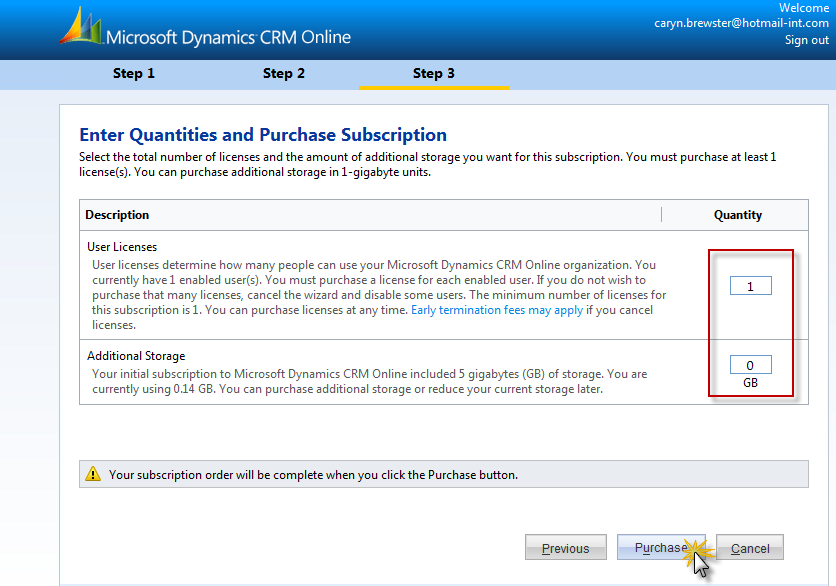 Welcome
Microsoft Dynamics CRM Online
caryn.brewster@hotmail-int.com
Sign out
Step 1 Step 2 Step 3
Enter Quantities and Purchase Subscription
Select the total number of licenses and the amount of additional storage you want for this subscription. You must purchase at least 1
license(s). You can purchase additional storage in 1-gigabyte units.
Description Quantity
User Licenses
User licenses determine how many people can use your Microsoft Dynamics CRM Online organization. You
currently have 1 enabled user(s). You must purchase a license for each enabled user. If you do not wish to
purchase that many licenses, cancel the wizard and disable some users. The minimum number of licenses for
this subscription is 1. You can purchase licenses at any time. Early termination fees may apply if you cancel
licenses.
1
Additional Storage
Your initial subscription to Microsoft Dynamics CRM Online included 5 gigabytes (GB) of storage. You are
currently using 0.14 GB. You can purchase additional storage or reduce your current storage later.
0
GB
Your subscription order will be complete when you click the Purchase button.
Previous Purchase Cancel